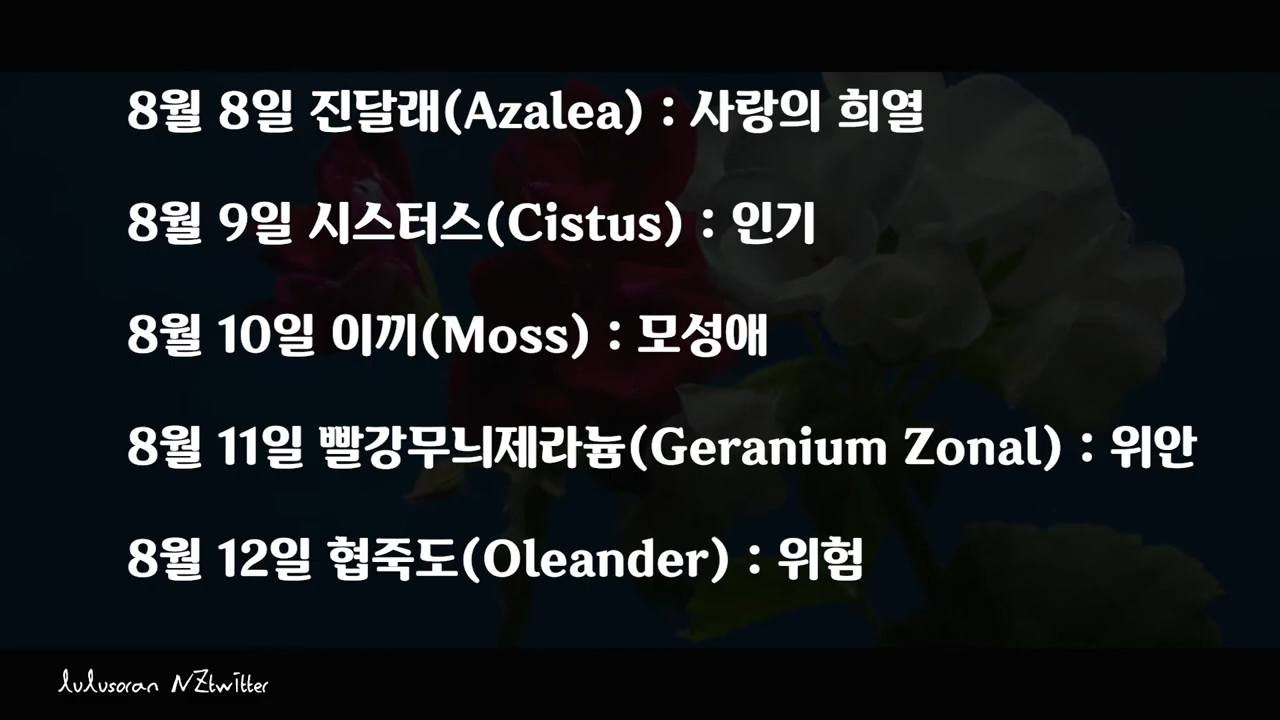 8월 8일 진달래(Azalea) : 사랑의 희열
8월 9일 시스터스(Cistus) : 인기
8월 10일 이끼(Moss) : 모성애
8월 11일 빨강무늬제라늄(Geranium Zonal) : 위안
8월 12일 협죽도(Oleander) : 위험
lulusoran NZtwitter